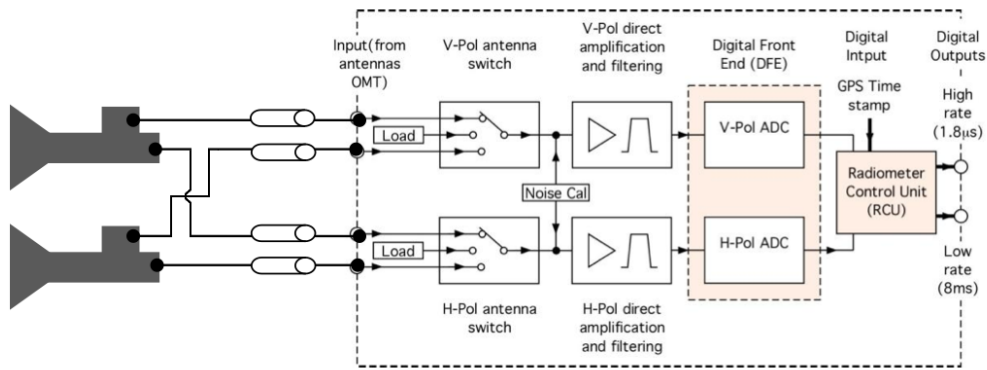 Input(from
antennas
OMT)
V-Pol antenna
switch
V-Pol direct
amplification
and filtering
Digital Front
End (DFE)
Digital
Intput
GPS Time
stamp
Digital
Outputs
High
rate
(1.8µs)
Load
V-Pol ADC
Noise Cal
Radiometer
Control Unit
(RCU)
Load
H-Pol ADC
Low
rate
(8ms)
H-Pol antenna
switch
H-Pol direct
amplification
and filtering